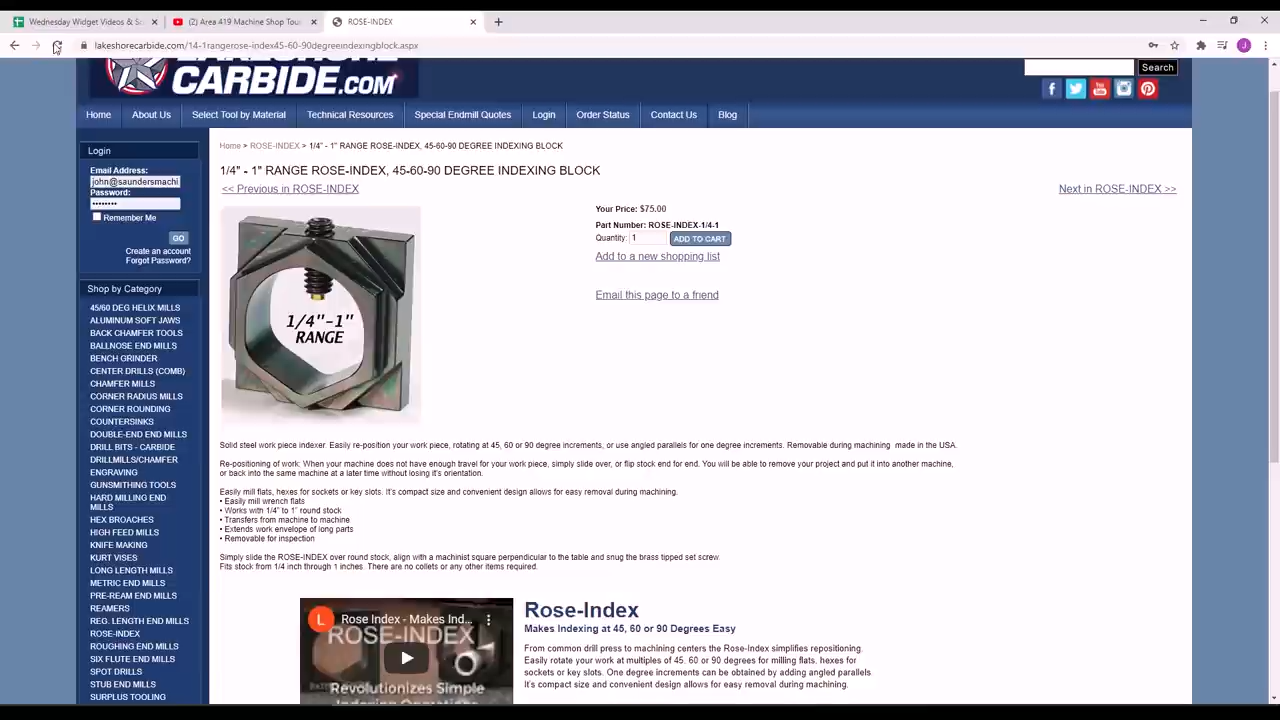 Wednesday Widget Videos & So
(2) Area 419 Machine Shop Tou
ROSE-INDEX
lakeshorecarbide.com/14-1rangerose-index45-60-90degreeindexingblock.aspx
J
CARBIDE.COM
Search
Home
About Us
Select Tool by Material
Technical Resources
Special Endmill Quotes
Login
Order Status
Contact Us
Blog
Login
Email Address:
john@saundersmachi
Password:
Remember Me
GO
Create an account
Forgot Password?
Shop by Category
45/60 DEG HELIX MILLS
ALUMINUM SOFT JAWS
BACK CHAMFER TOOLS
BALLNOSE END MILLS
BENCH GRINDER
CENTER DRILLS (COMB)
CHAMFER MILLS
CORNER RADIUS MILLS
CORNER ROUNDING
COUNTERSINKS
DOUBLE-END END MILLS
DRILL BITS - CARBIDE
DRILLMILLS/CHAMFER
ENGRAVING
GUNSMITHING TOOLS
HARD MILLING END
MILLS
HEX BROACHES
HIGH FEED MILLS
KNIFE MAKING
KURT VISES
LONG LENGTH MILLS
METRIC END MILLS
PRE-REAM END MILLS
REAMERS
REG. LENGTH END MILLS
ROSE-INDEX
ROUGHING END MILLS
SIX FLUTE END MILLS
SPOT DRILLS
STUB END MILLS
SURPLUS TOOLING
Home > ROSE-INDEX > 1/4" - 1" RANGE ROSE-INDEX, 45-60-90 DEGREE INDEXING BLOCK
1/4" - 1" RANGE ROSE-INDEX, 45-60-90 DEGREE INDEXING BLOCK
<< Previous in ROSE-INDEX
Next in ROSE-INDEX >>
1/4"-1"
RANGE
Your Price: $75.00
Part Number: ROSE-INDEX-1/4-1
Quantity: 1 ADD TO CART
Add to a new shopping list
Email this page to a friend
Solid steel work piece indexer. Easily re-position your work piece, rotating at 45, 60 or 90 degree increments, or use angled parallels for one degree increments. Removable during machining made in the USA.
Re-positioning of work: When your machine does not have enough travel for your work piece, simply slide over, or flip stock end for end. You will be able to remove your project and put it into another machine,
or back into the same machine at a later time without losing it's orientation.
Easily mill flats, hexes for sockets or key slots. It's compact size and convenient design allows for easy removal during machining.
• Easily mill wrench flats
• Works with 1/4" to 1" round stock
• Transfers from machine to machine
• Extends work envelope of long parts
• Removable for inspection
Simply slide the ROSE-INDEX over round stock, align with a machinist square perpendicular to the table and snug the brass tipped set screw.
Fits stock from 1/4 inch through 1 inches. There are no collets or any other items required.
L
Rose Index - Makes Ind...
ROSE-INDEX
Revolutionizes Simple
Indexing Operations
Rose-Index
Makes Indexing at 45, 60 or 90 Degrees Easy
From common drill press to machining centers the Rose-Index simplifies repositioning.
Easily rotate your work at multiples of 45. 60 or 90 degrees for milling flats. hexes for
sockets or key slots. One degree increments can be obtained by adding angled parallels
It's compact size and convenient design allows for easy removal during machining.